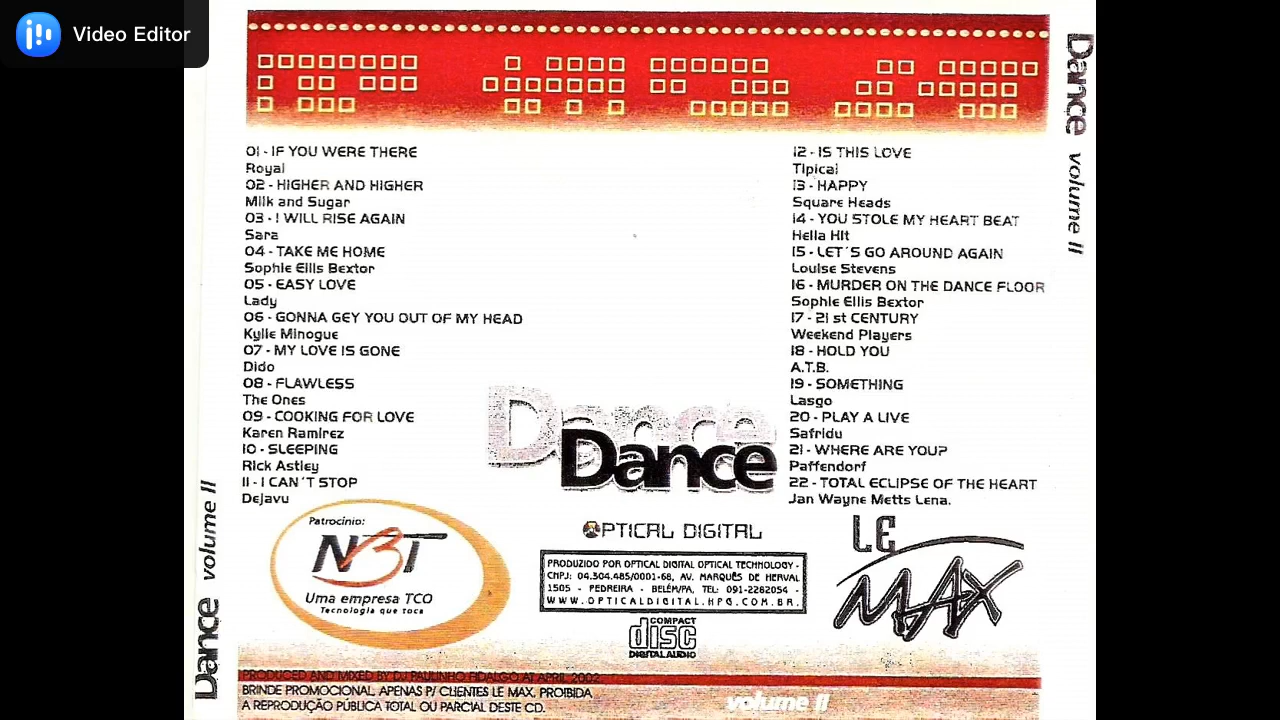 Video Editor
01 - IF YOU WERE THERE
Royal
02 - HIGHER AND HIGHER
Milk and Sugar
03 - I WILL RISE AGAIN
Sara
04 - TAKE ME HOME
Sophie Ellis Bextor
05 - EASY LOVE
Lady
06 - GONNA GEY YOU OUT OF MY HEAD
Kylie Minogue
07 - MY LOVE IS GONE
Dido
08 - FLAWLESS
The Ones
09 - COOKING FOR LOVE
Karen Ramirez
10 - SLEEPING
Rick Astley
11 - I CAN´T STOP
Dejavu
12 - IS THIS LOVE
Tipical
13 - HAPPY
Square Heads
14 - YOU STOLE MY HEART BEAT
Hella Hit
15 - LET´S GO AROUND AGAIN
Louise Stevens
16 - MURDER ON THE DANCE FLOOR
Sophie Ellis Bextor
17 - 21 st CENTURY
Weekend Players
18 - HOLD YOU
A.T.B.
19 - SOMETHING
Lasgo
20 - PLAY A LIVE
Safridu
21 - WHERE ARE YOU?
Paffendorf
22 - TOTAL ECLIPSE OF THE HEART
Jan Wayne Metts Lena.
Dance volume II
Dance volume II
Dance
Dance
Patrocínio:
NBT
Uma empresa TCO
Tecnologia que toca
OPTICAL DIGITAL
PRODUZIDO POR OPTICAL DIGITAL OPTICAL TECHNOLOGY -
CNPJ: 04.304.485/0001-68, AV. MARQUÊS DE HERVAL
1505 - PEDREIRA - BELÉM/PA, TEL: 091-2282054 -
WWW.OPTICALDIGITAL.HPG.COM.BR.
COMPACT
disc
DIGITAL AUDIO
LE
MAX
PRODUCED AND MIXED BY DJ PAULINHO FIDALGO AT APRIL 2002
BRINDE PROMOCIONAL, APENAS P/ CLIENTES LE MAX, PROIBIDA
A REPRODUÇÃO PÚBLICA TOTAL OU PARCIAL DESTE CD.
volume II